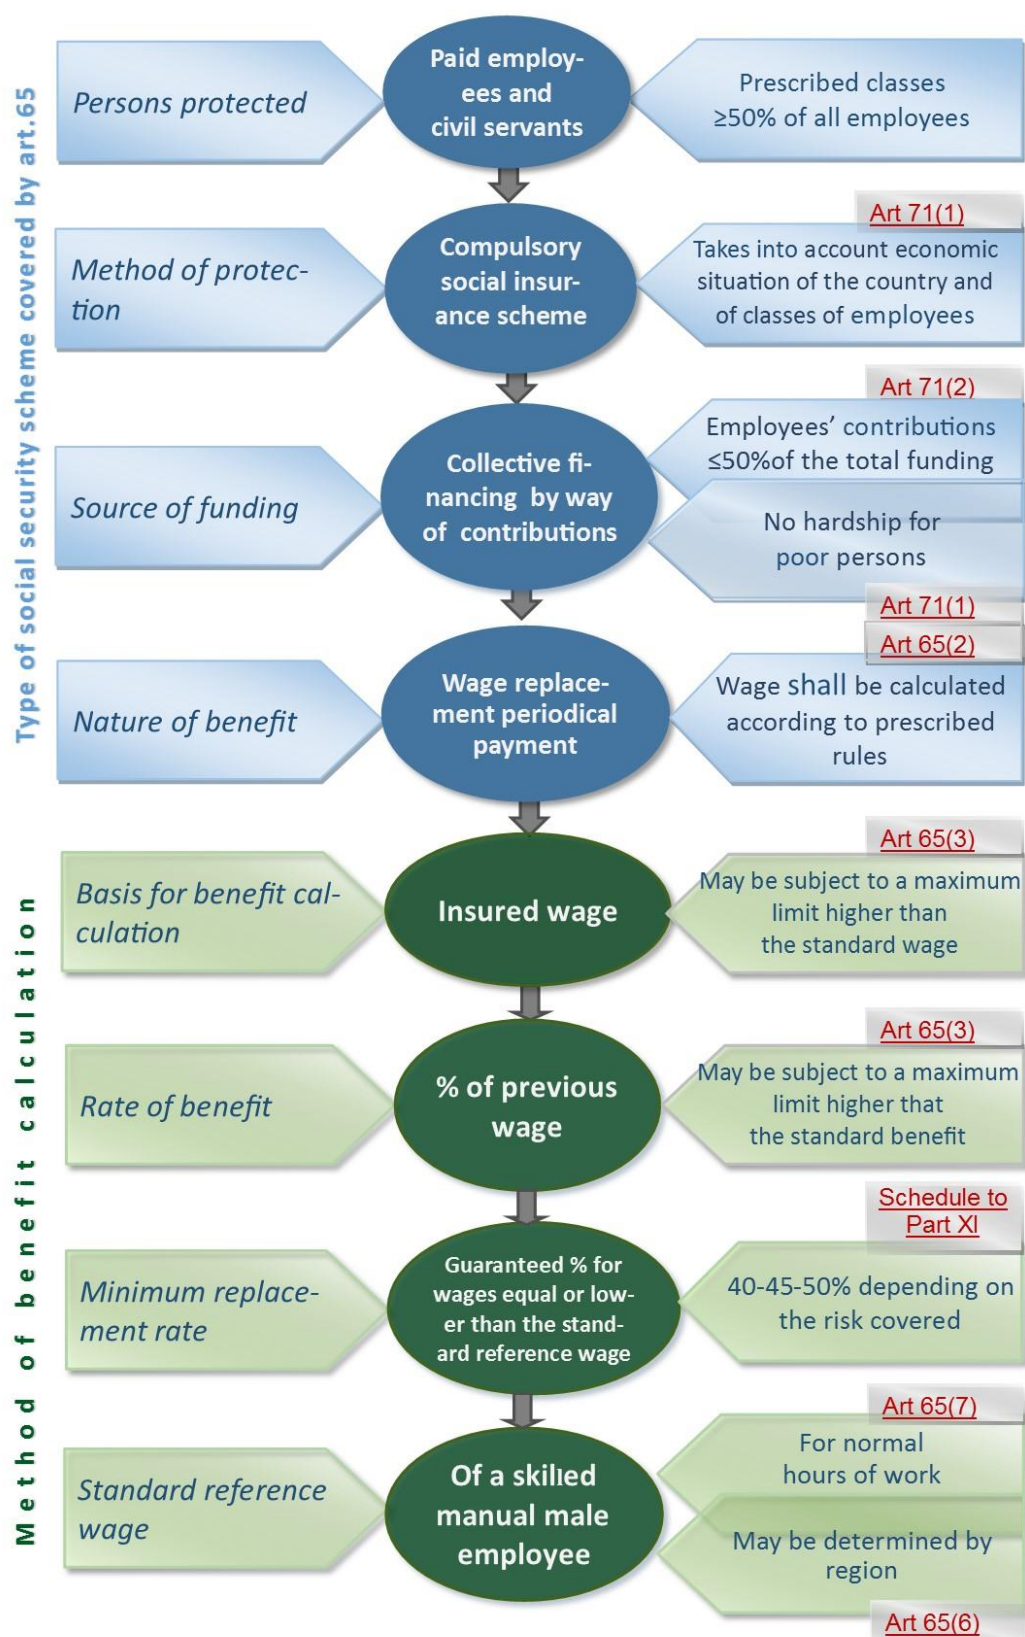 Type of social security scheme covered by art.65
Persons protected
Paid employ-
ees and
civil servants
Prescribed classes
≥50% of all employees
Method of protec-
tion
Compulsory
social insur-
ance scheme
Art 71(1)
Takes into account economic
situation of the country and
of classes of employees
Source of funding
Collective fi-
nancing by way
of contributions
Art 71(2)
Employees’ contributions
≤50%of the total funding
No hardship for
poor persons
Art 71(1)
Nature of benefit
Wage replace-
ment periodical
payment
Art 65(2)
Wage shall be calculated
according to prescribed
rules
Method of benefit calculation
Basis for benefit cal-
culation
Insured wage
Art 65(3)
May be subject to a maximum
limit higher than
the standard wage
Rate of benefit
% of previous
wage
Art 65(3)
May be subject to a maximum
limit higher that
the standard benefit
Minimum replace-
ment rate
Guaranteed % for
wages equal or low-
er than the stand-
ard reference wage
Schedule to
Part XI
40-45-50% depending on
the risk covered
Standard reference
wage
Of a skilled
manual male
employee
Art 65(7)
For normal
hours of work
May be determined by
region
Art 65(6)